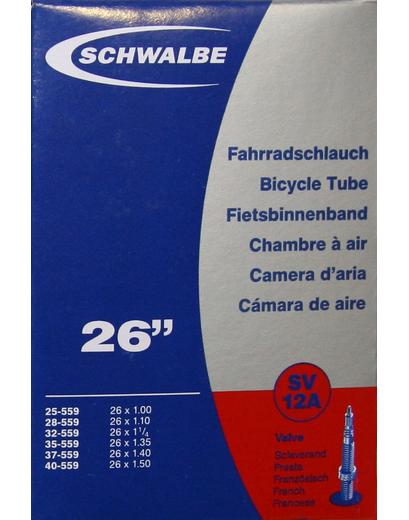 SCHWALBE
Fahrradschlauch
Bicycle Tube
Fietsbinnenband
Chambre à air
Camera d'aria
Cámara de aire
26"
SV
12A
25-559 26 x 1.00
28-559 26 x 1.10
32-559 26 x 1 1/4
35-559 26 x 1.35
37-559 26 x 1.40
40-559 26 x 1.50
Valve
Sclaverand
Presta
Französisch
French
Francese